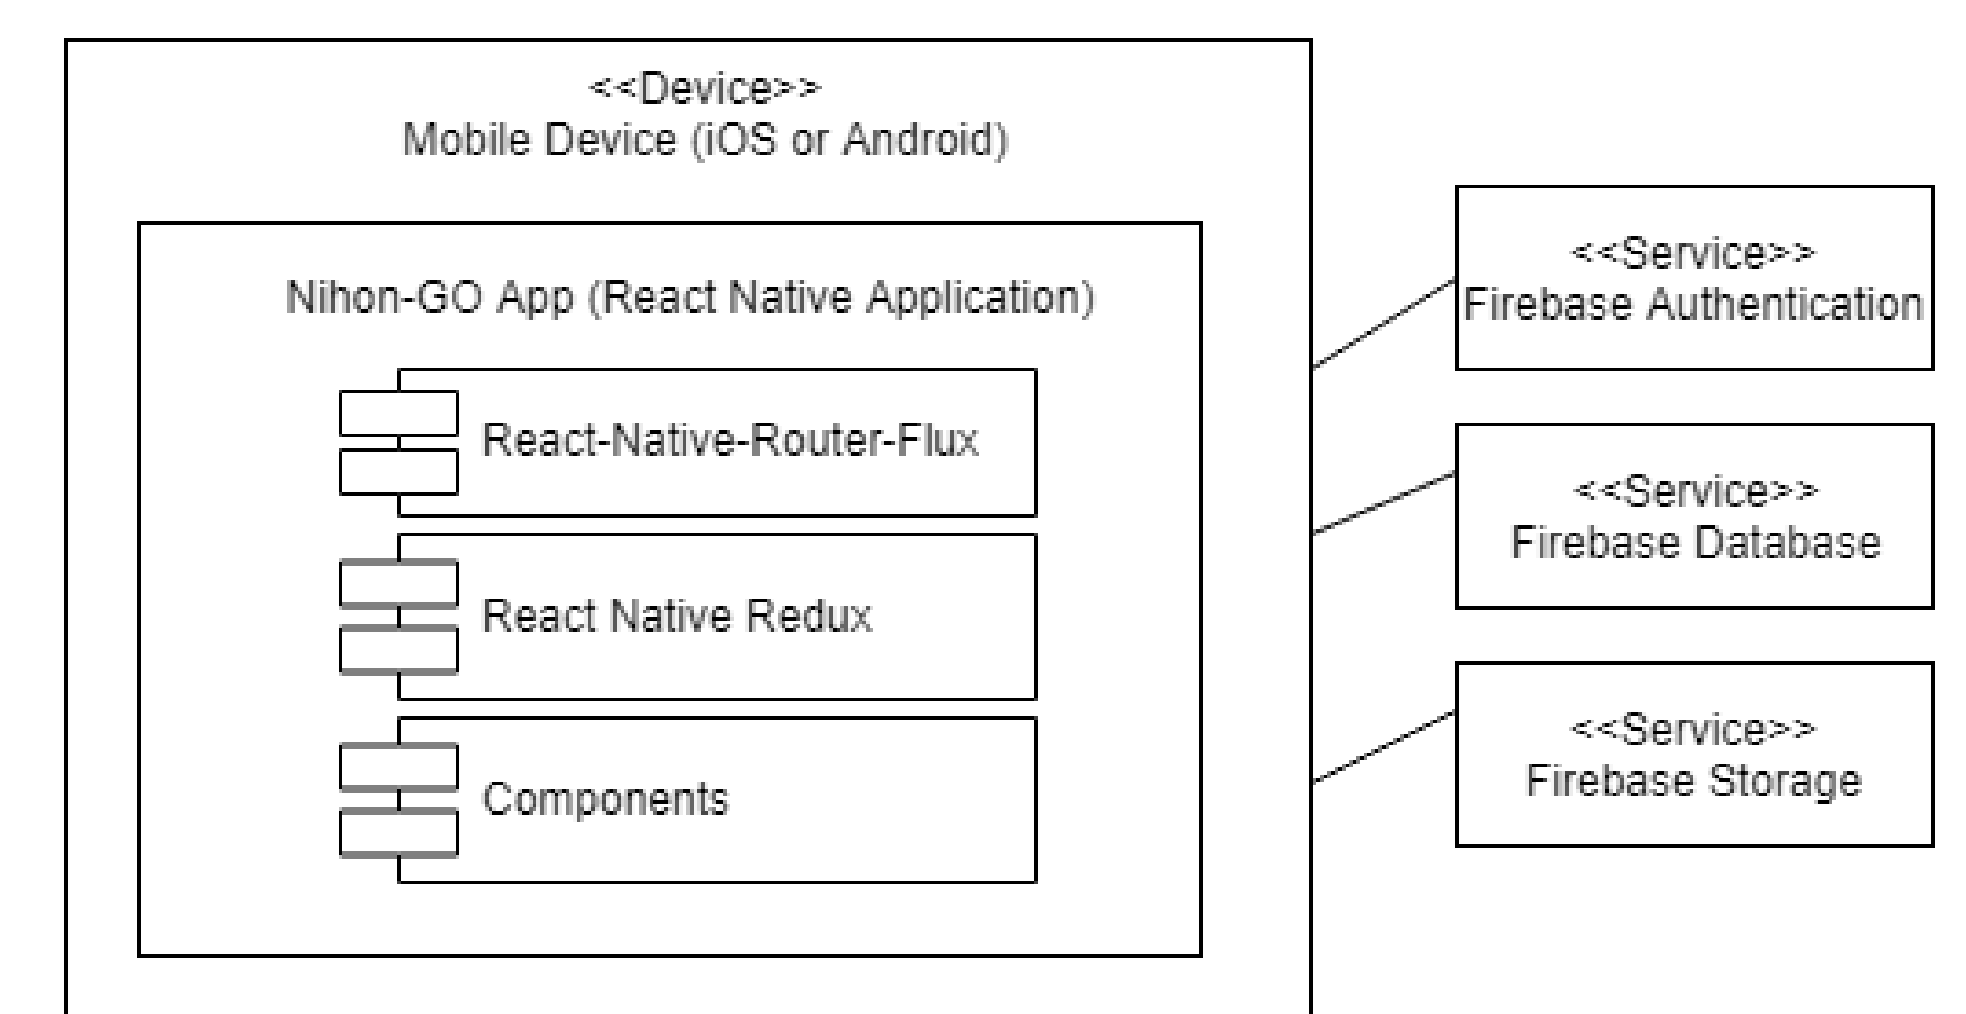 <<Device>>
Mobile Device (iOS or Android)
Nihon-GO App (React Native Application)
React-Native-Router-Flux
React Native Redux
Components
<<Service>>
Firebase Authentication
<<Service>>
Firebase Database
<<Service>>
Firebase Storage